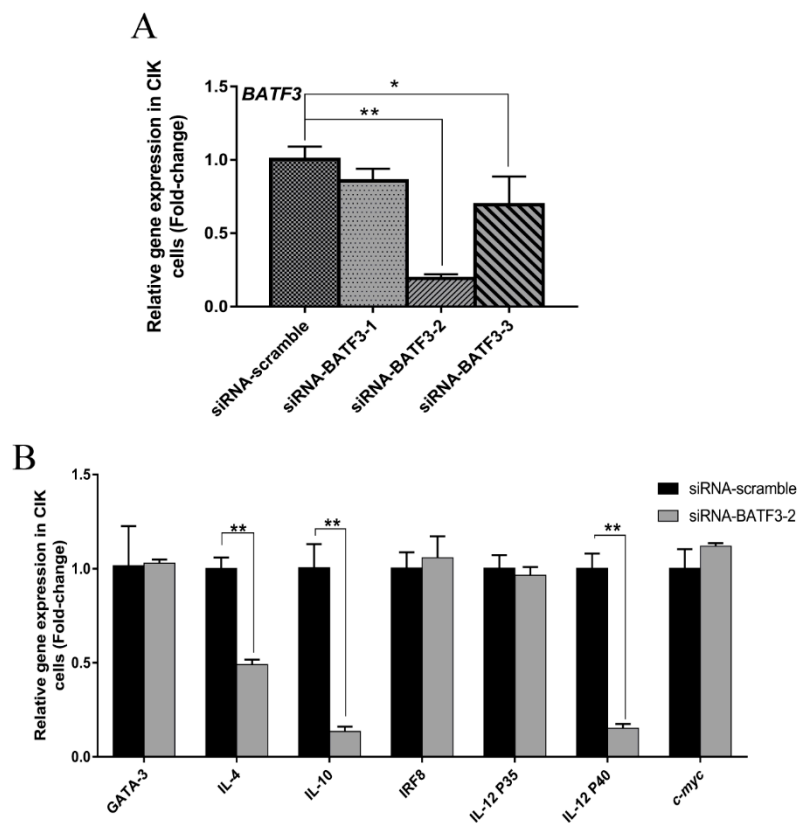 A
Relative gene expression in CIK
cells (Fold-change)
1.5
1.0
0.5
0.0
BATF3
*
**
siRNA-scramble
siRNA-BATF3-1
siRNA-BATF3-2
siRNA-BATF3-3
B
Relative gene expression in CIK
cells (Fold-change)
1.5
1.0
0.5
0.0
**
**
**
siRNA-scramble
siRNA-BATF3-2
GATA-3
IL-4
IL-10
IRF8
IL-12 P35
IL-12 P40
c-myc